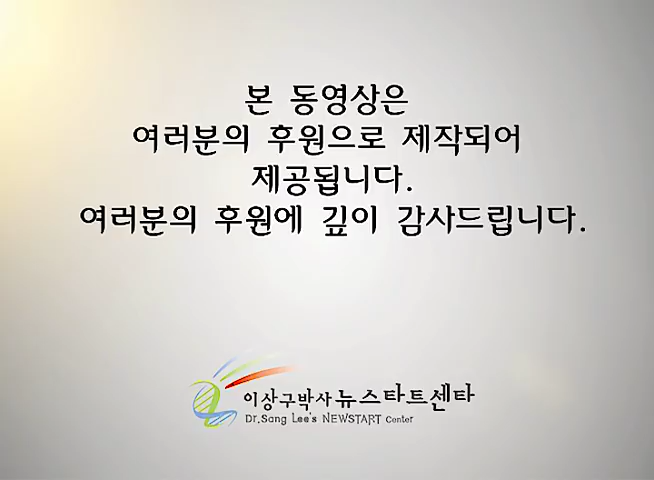 본 동영상은
여러분의 후원으로 제작되어
제공됩니다.
여러분의 후원에 깊이 감사드립니다.
이상구박사 뉴스타트센타
Dr.Sang Lee's NEWSTART Center